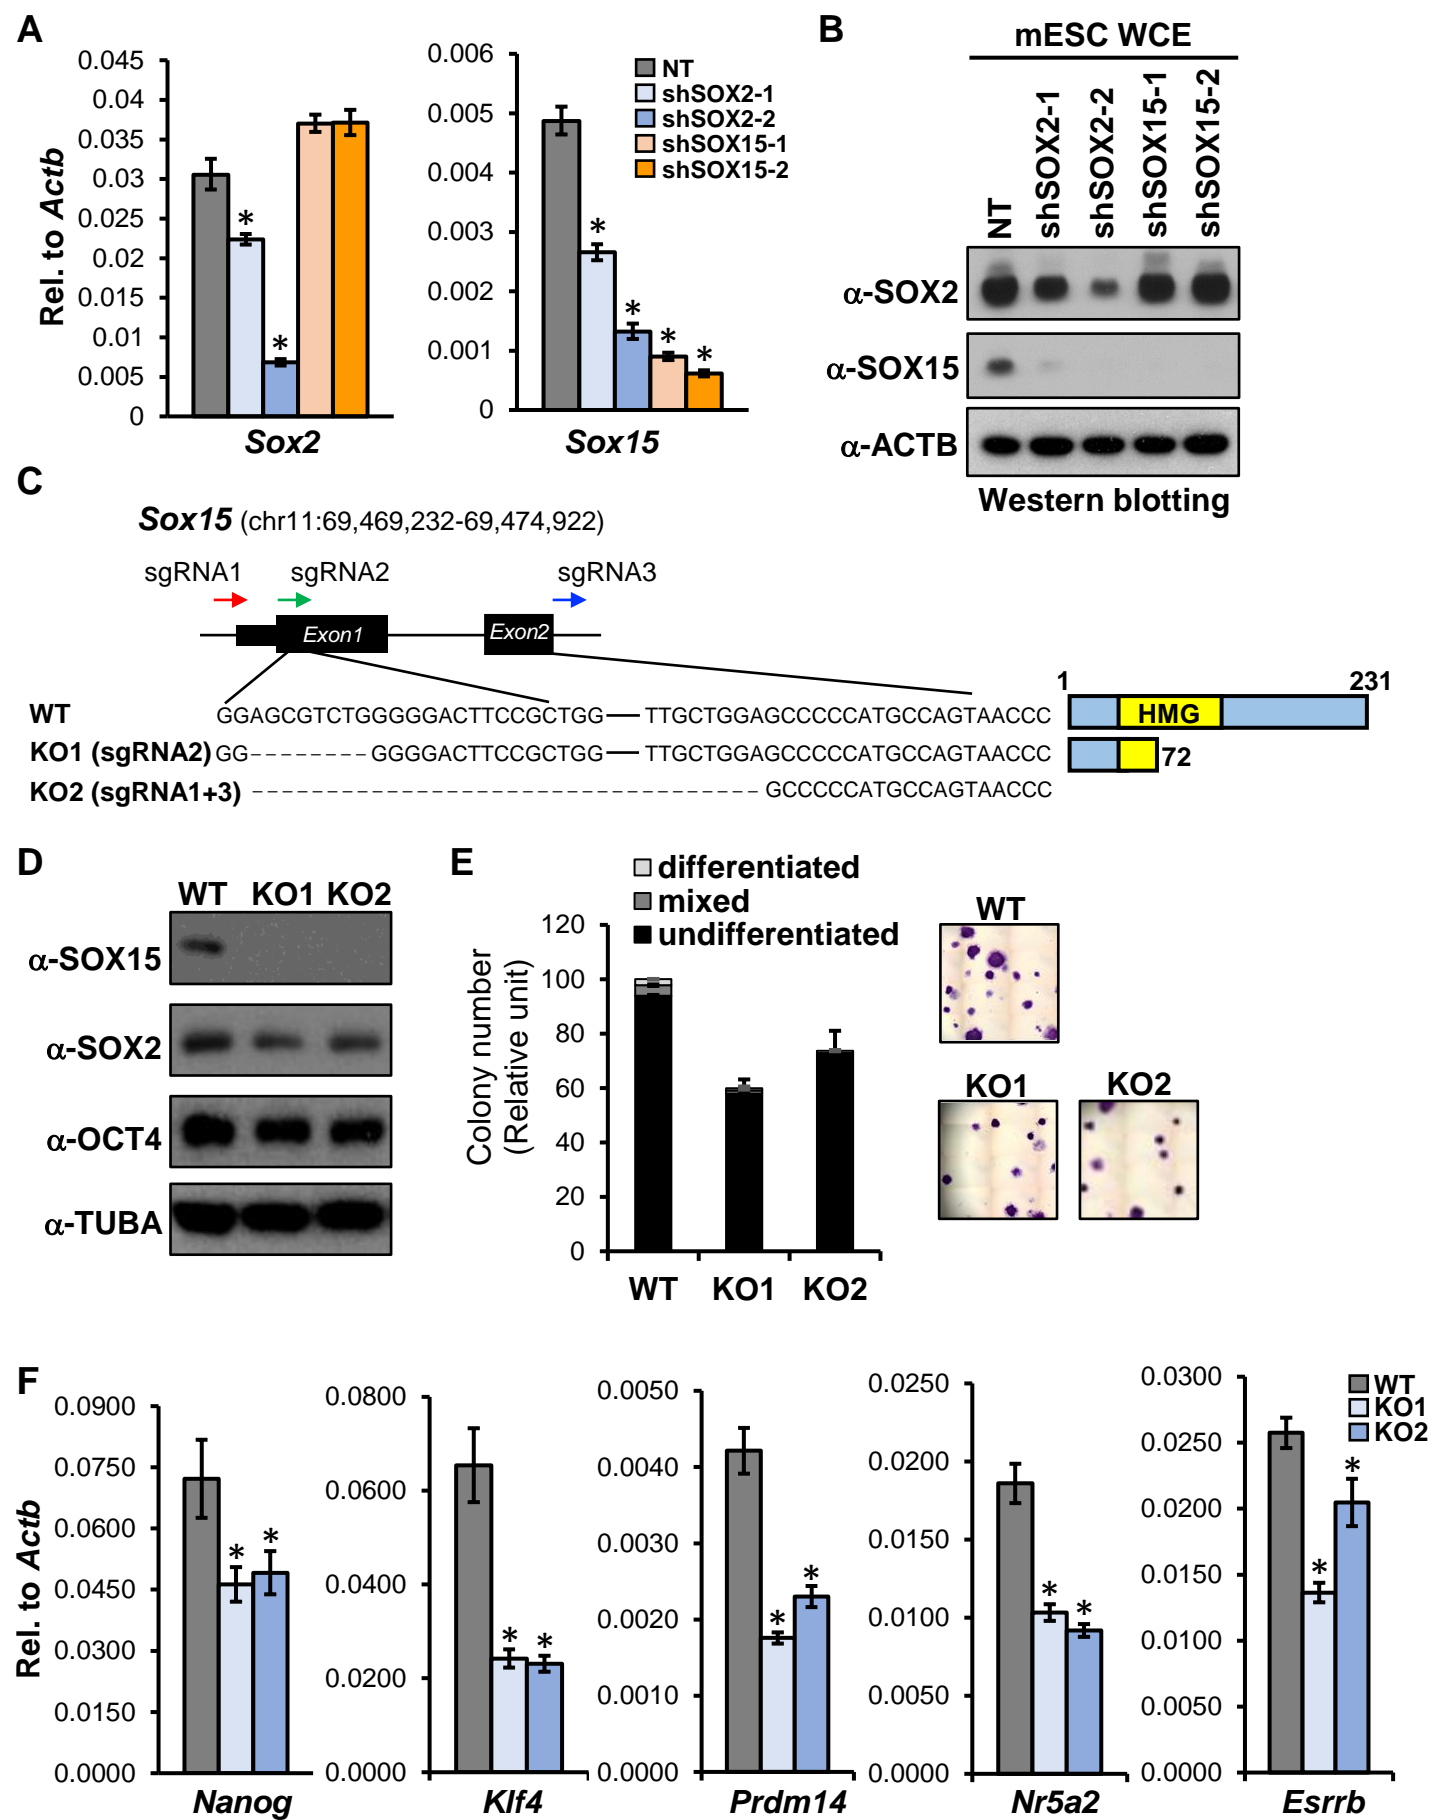 A
0.045
0.04
0.035
0.03
0.025
0.02
0.015
0.01
0.005
0
Rel. to Actb
* *
Sox2
0.006
0.005
0.004
0.003
0.002
0.001
0
* * * *
Sox15
NT
shSOX2-1
shSOX2-2
shSOX15-1
shSOX15-2
B
mESC WCE
NT
shSOX2-1
shSOX2-2
shSOX15-1
shSOX15-2
α-SOX2
α-SOX15
α-ACTB
Western blotting
C
Sox15 (chr11:69,469,232-69,474,922)
sgRNA1 sgRNA2 sgRNA3
Exon1 Exon2
WT GGAGCGTCTGGGGGACTTCCGCTGG — TTGCTGGAGCCCCCATGCCAGTAACCC
KO1 (sgRNA2) GG--------GGGGACTTCCGCTGG — TTGCTGGAGCCCCCATGCCAGTAACCC
KO2 (sgRNA1+3) ----------------------------------GCCCCCATGCCAGTAACCC
1 231
HMG
72
D
WT KO1 KO2
α-SOX15
α-SOX2
α-OCT4
α-TUBA
E
differentiated
mixed
undifferentiated
120
100
80
60
40
20
0
Colony number
(Relative unit)
WT KO1 KO2
WT
KO1 KO2
F
Rel. to Actb
0.0900
0.0750
0.0600
0.0450
0.0300
0.0150
0.0000
* *
Nanog
0.0800
0.0600
0.0400
0.0200
0.0000
* *
Klf4
0.0050
0.0040
0.0030
0.0020
0.0010
0.0000
* *
Prdm14
0.0250
0.0200
0.0150
0.0100
0.0050
0.0000
* *
Nr5a2
0.0300
0.0250
0.0200
0.0150
0.0100
0.0050
0.0000
* *
Esrrb
WT
KO1
KO2